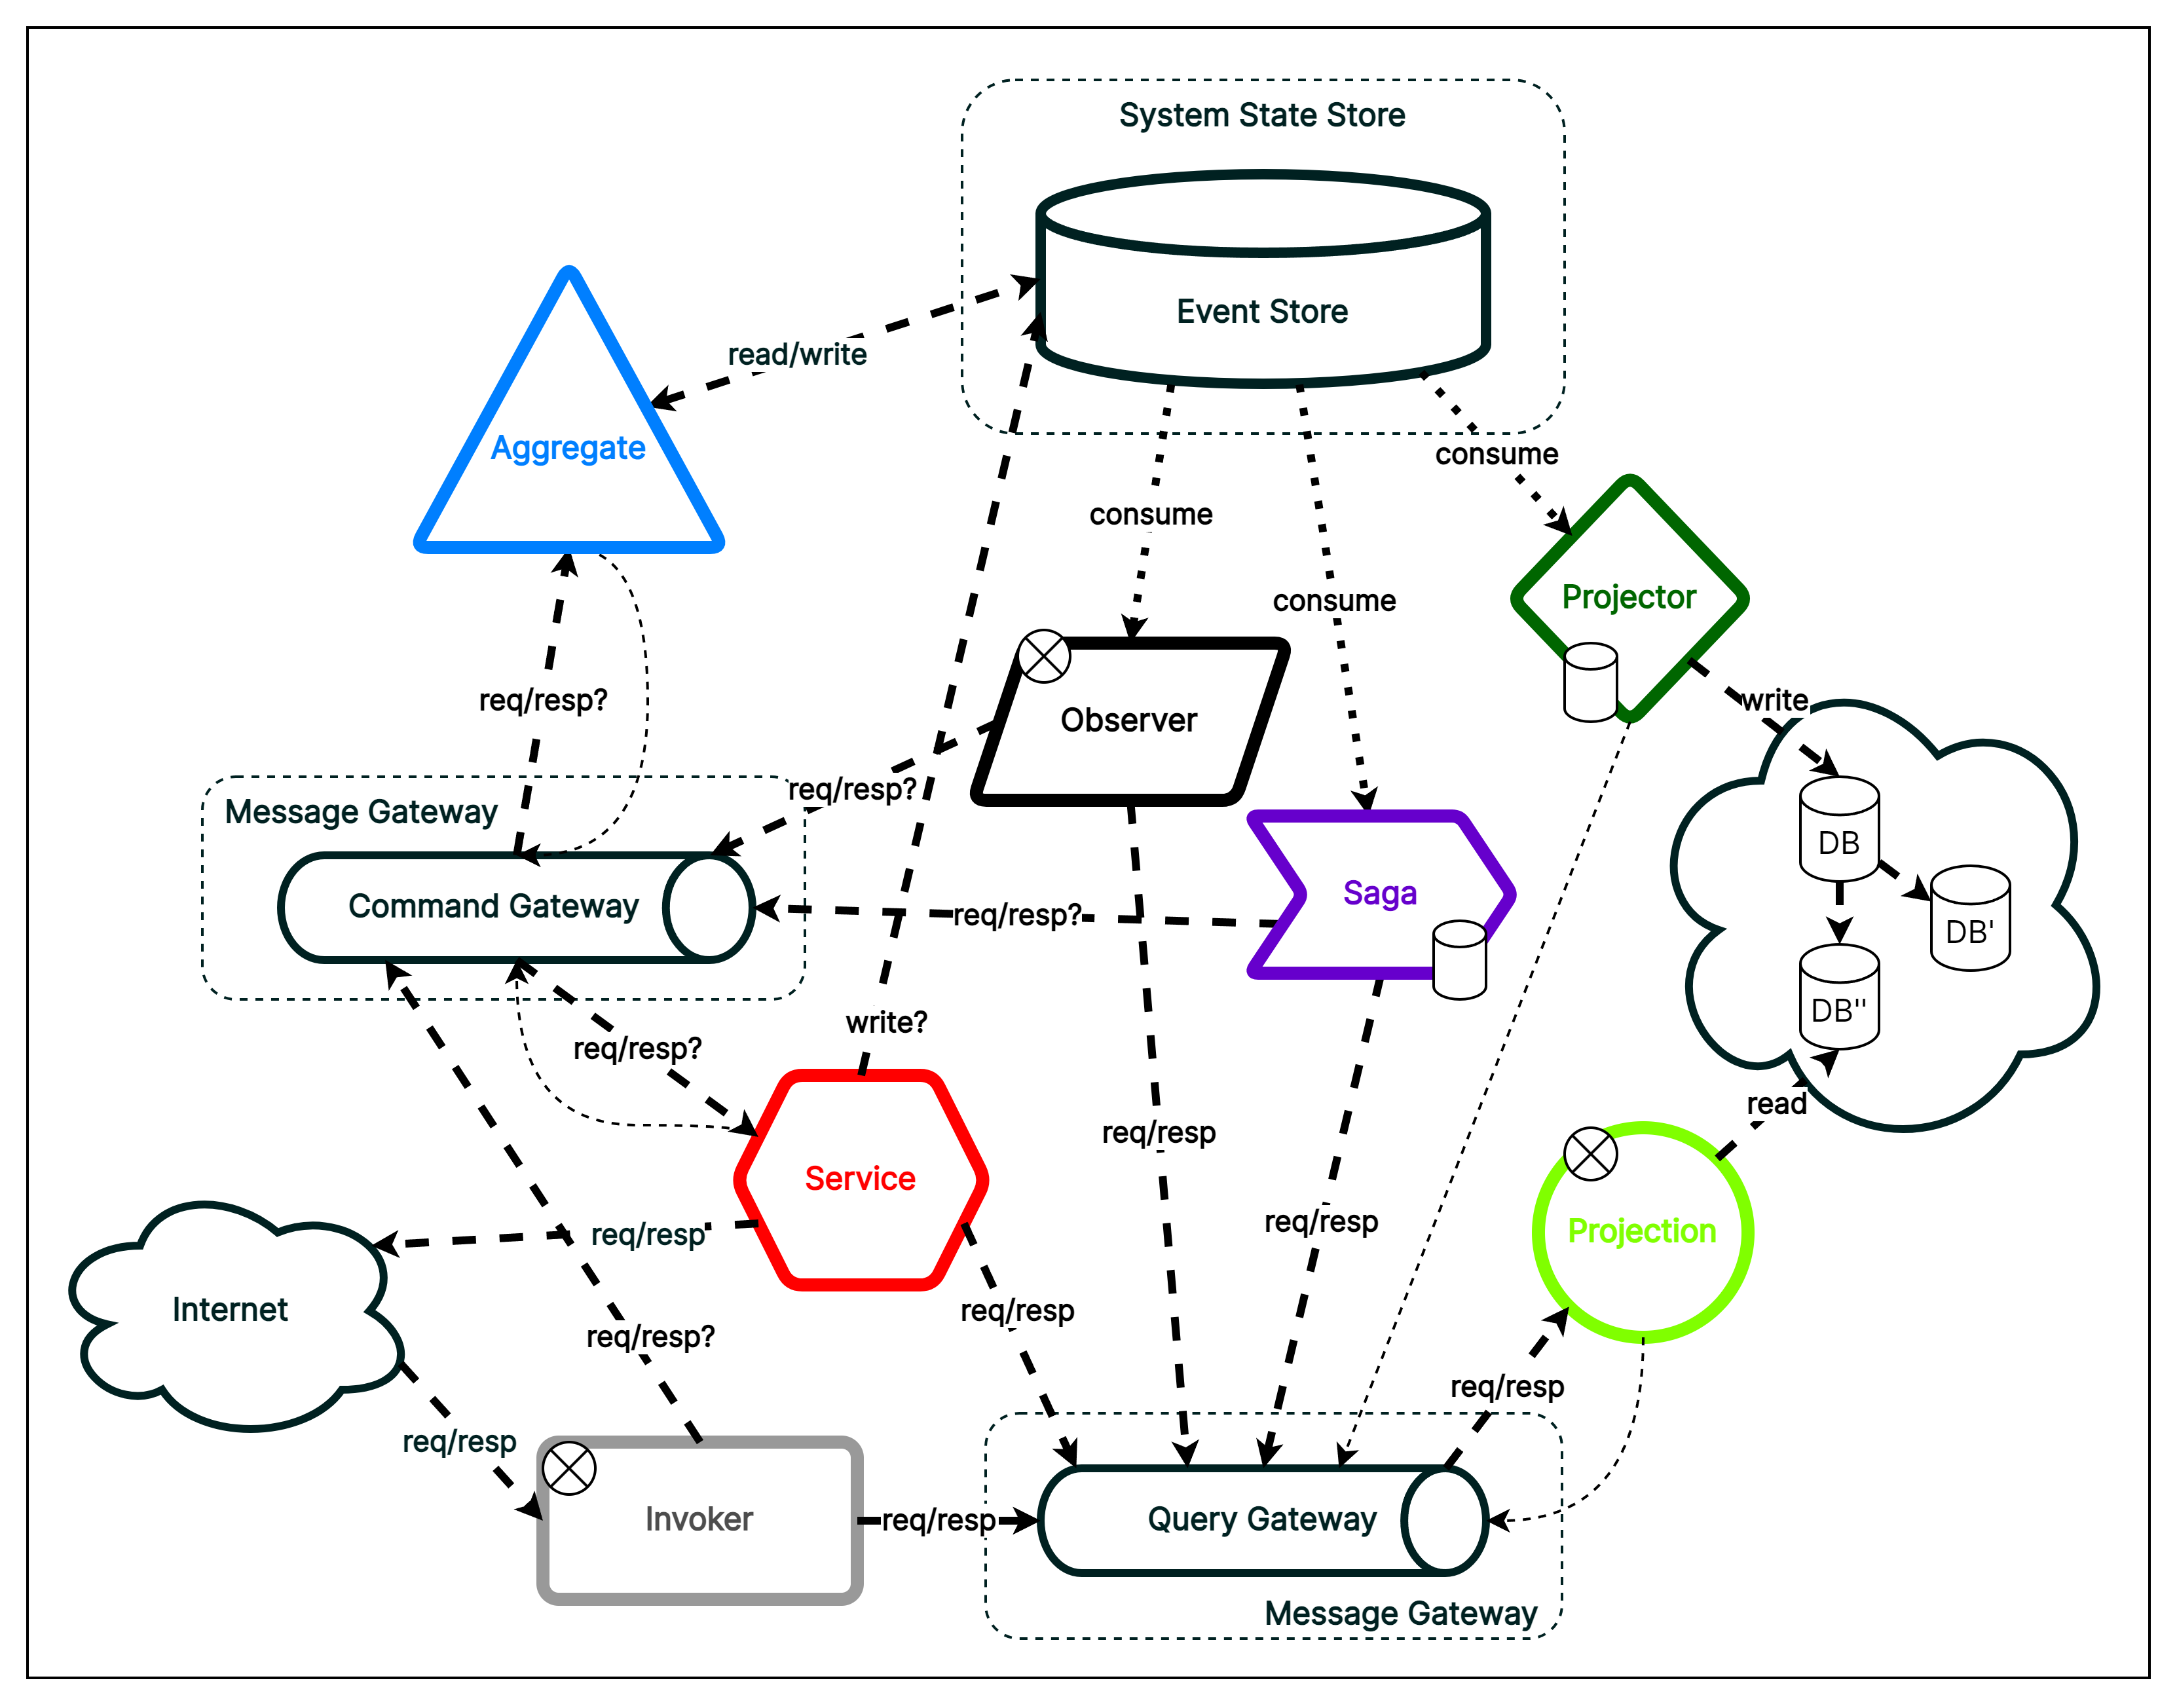 System State Store
Event Store
read/write
Aggregate
consume
consume
consume
Projector
req/resp?
write
Observer
req/resp?
Message Gateway
DB
Saga
Command Gateway
req/resp?
DB'
DB''
write?
req/resp?
read
req/resp
Service
req/resp
req/resp
Projection
Internet
req/resp
req/resp?
req/resp
req/resp
Invoker
req/resp
Query Gateway
Message Gateway